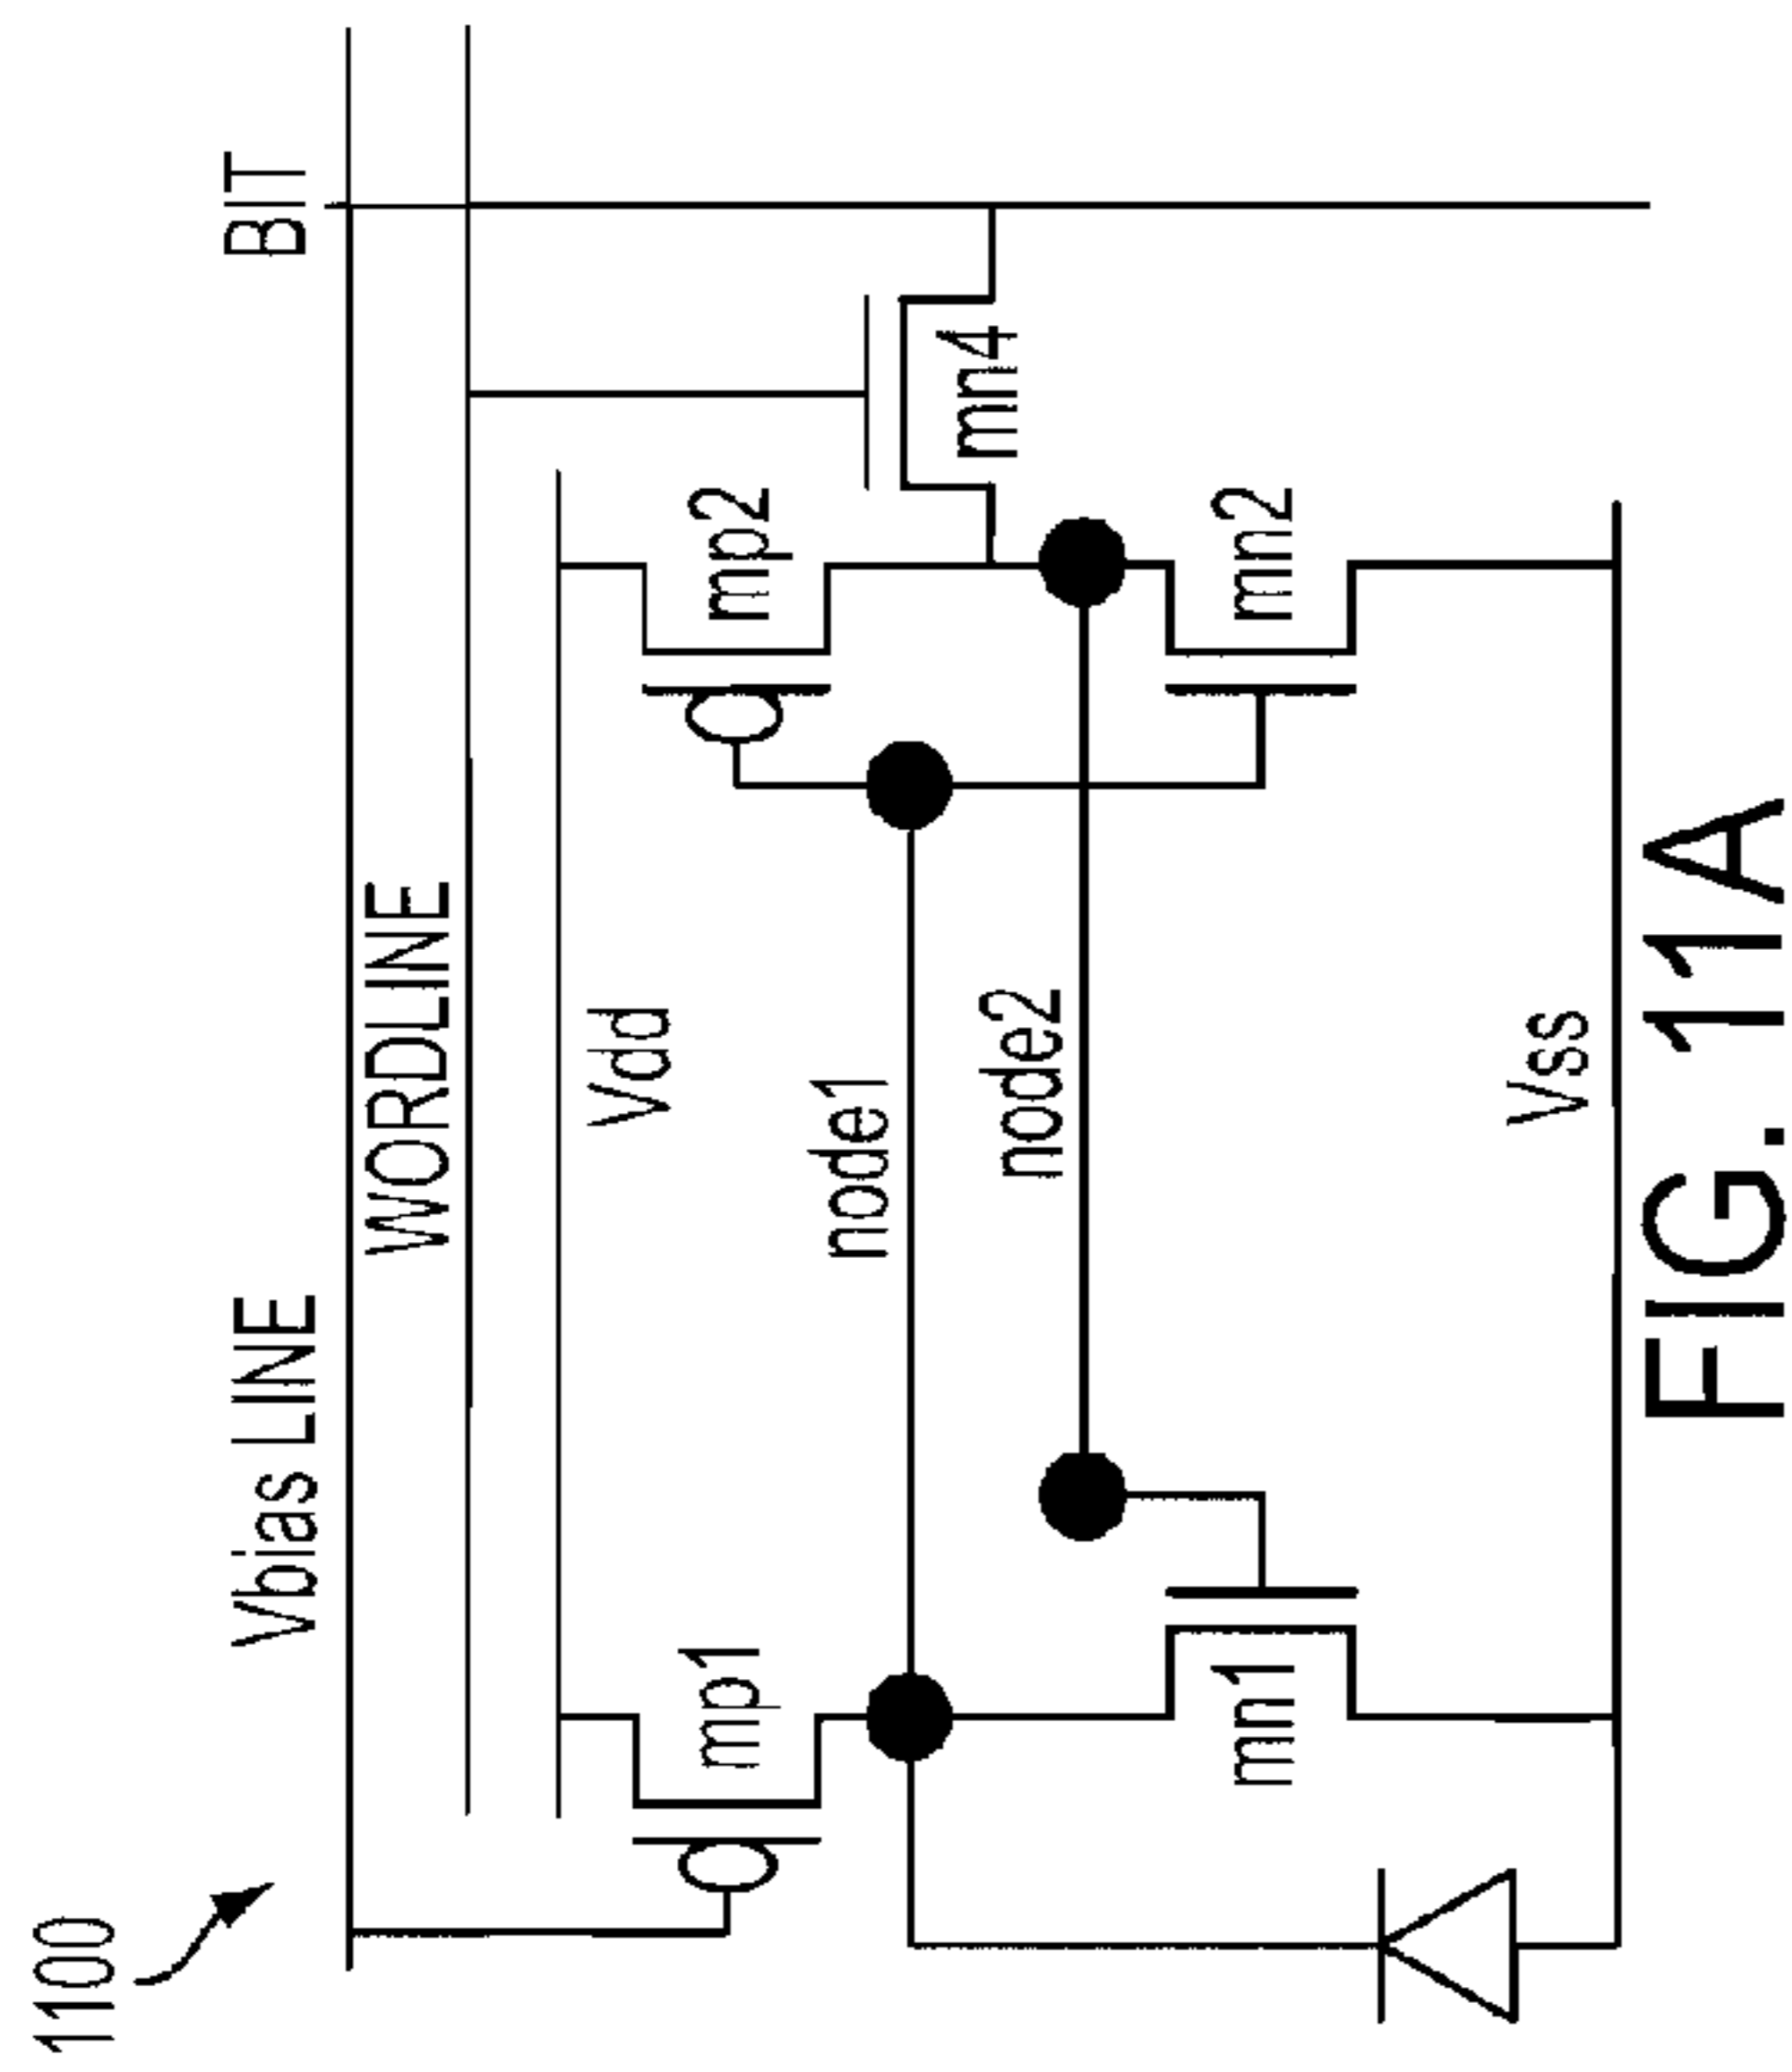 1100
Vbias LINE
BIT
WORDLINE
Vdd
mp1
mp2
node1
mn4
node2
mn1
mn2
Vss
FIG. 11A